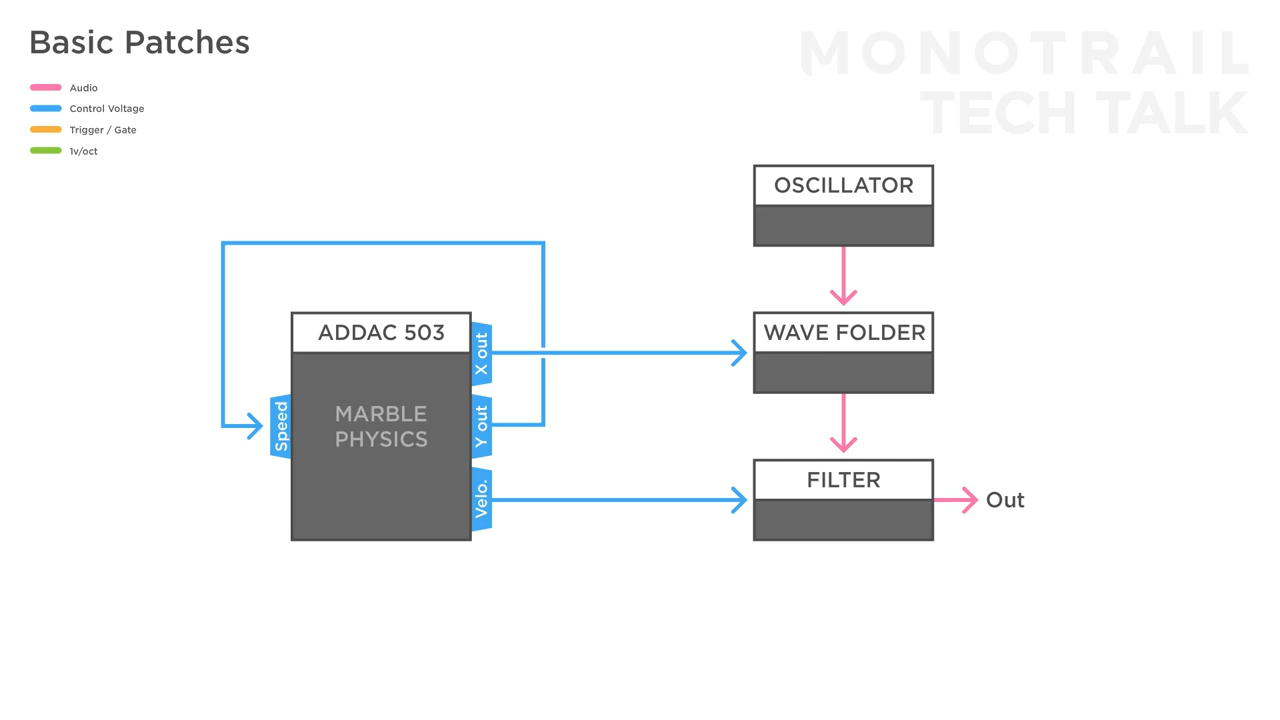 Basic Patches
MONOTRAIL
TECH TALK
Audio
Control Voltage
Trigger / Gate
1v/oct
OSCILLATOR
ADDAC 503
WAVE FOLDER
X out
MARBLE
PHYSICS
Speed
Y out
FILTER
Velo.
Out